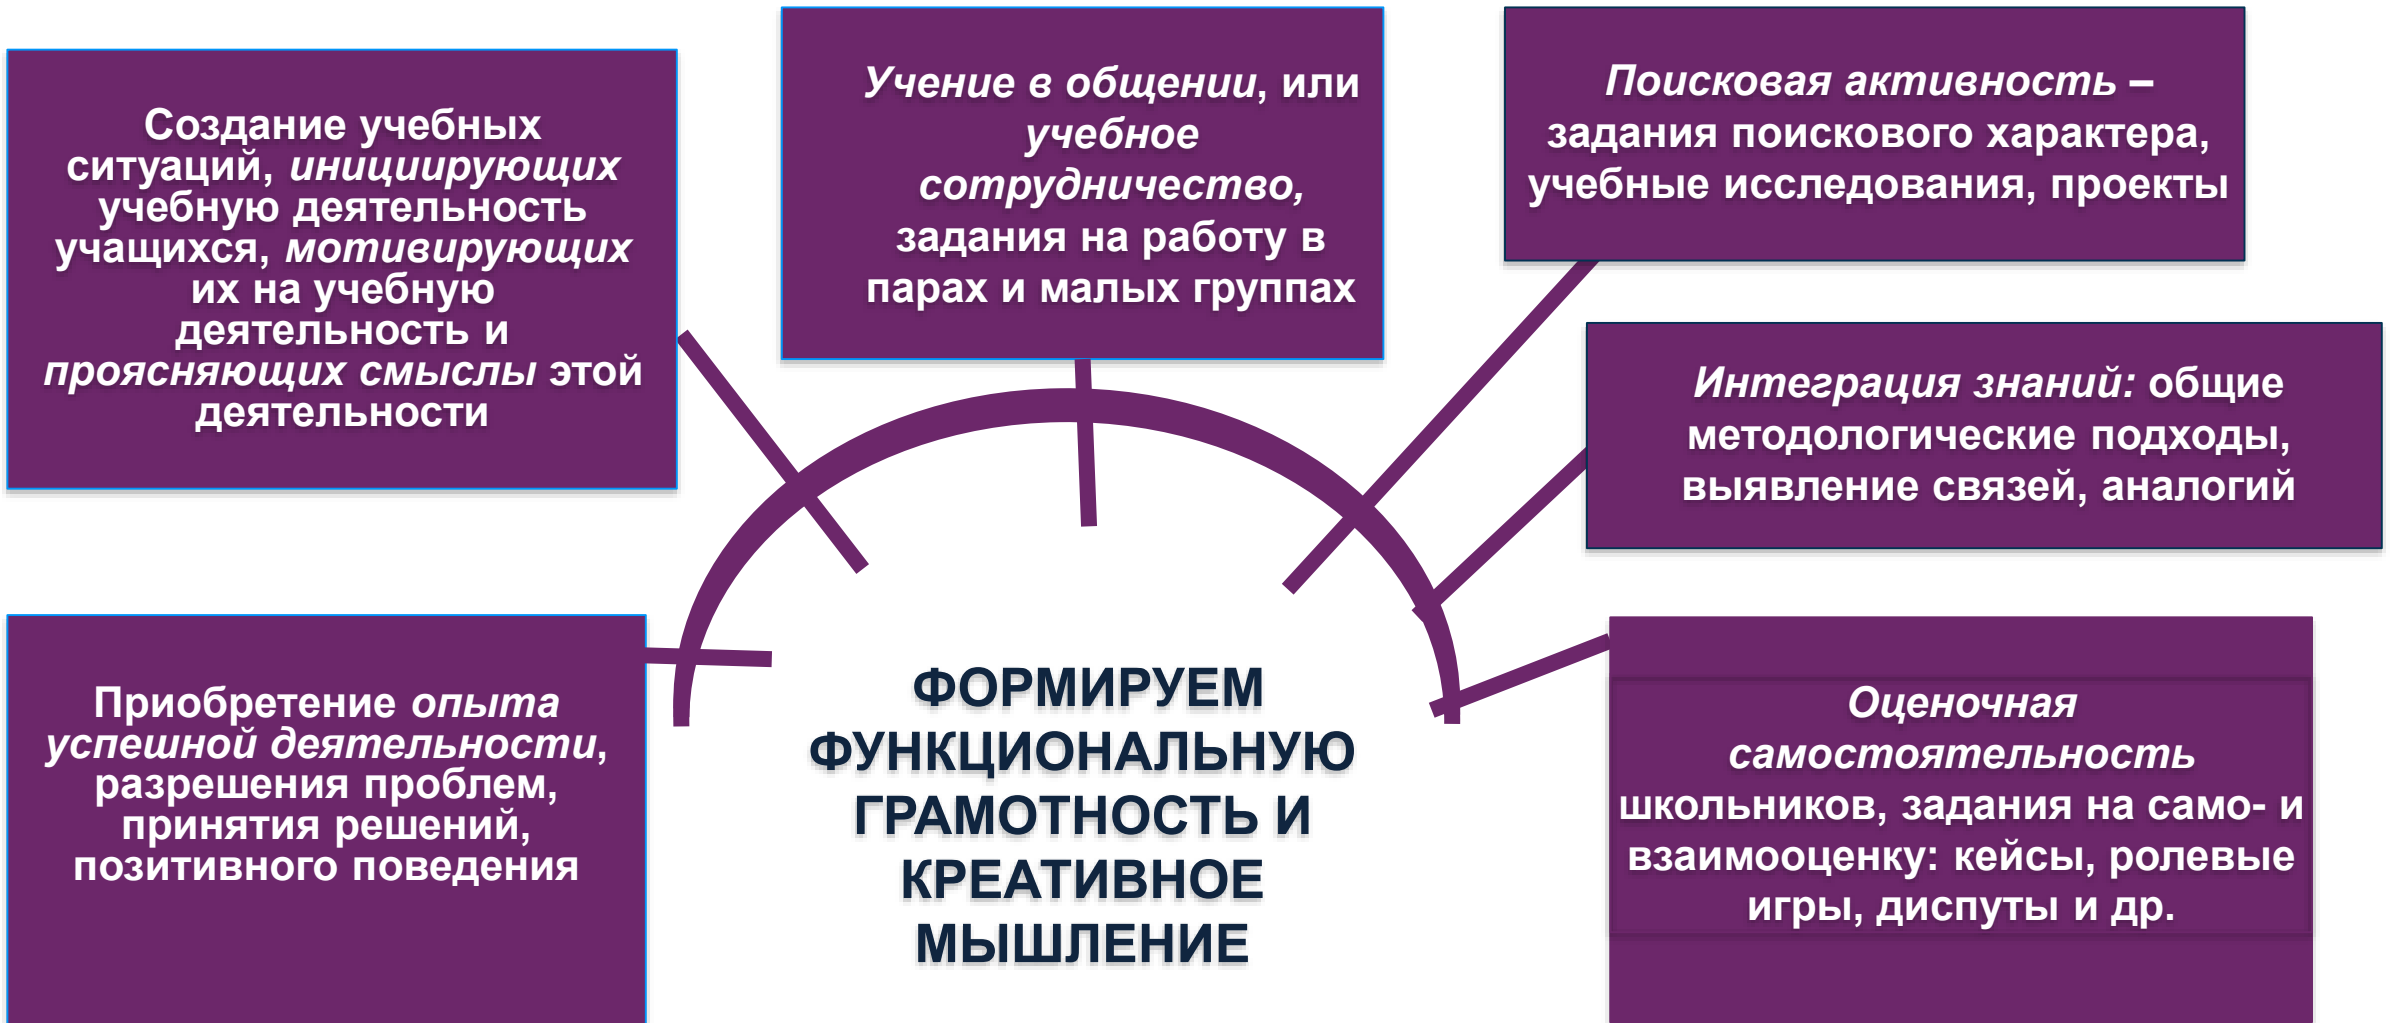 Создание учебных
ситуаций, инициирующих
учебную деятельность
учащихся, мотивирующих
их на учебную
деятельность и
проясняющих смыслы этой
деятельности
Учение в общении, или
учебное
сотрудничество,
задания на работу в
парах и малых группах
Поисковая активность –
задания поискового характера,
учебные исследования, проекты
Интеграция знаний: общие
методологические подходы,
выявление связей, аналогий
Приобретение опыта
успешной деятельности,
разрешения проблем,
принятия решений,
позитивного поведения
ФОРМИРУЕМ
ФУНКЦИОНАЛЬНУЮ
ГРАМОТНОСТЬ И
КРЕАТИВНОЕ
МЫШЛЕНИЕ
Оценочная
самостоятельность
школьников, задания на само- и
взаимооценку: кейсы, ролевые
игры, диспуты и др.